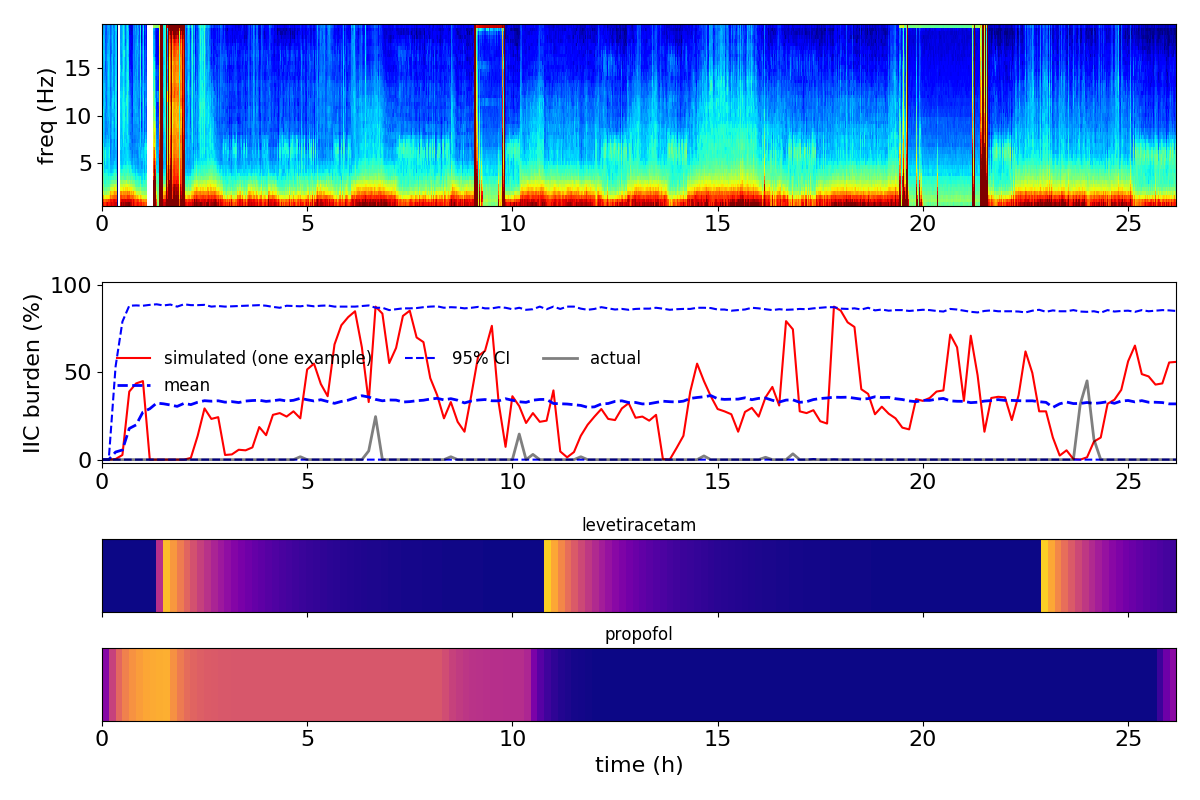 freq (Hz)
15
10
5
0 5 10 15 20 25
IIC burden (%)
100
50
0
simulated (one example) 95% CI actual
mean
0 5 10 15 20 25
levetiracetam
propofol
0 5 10 15 20 25
time (h)